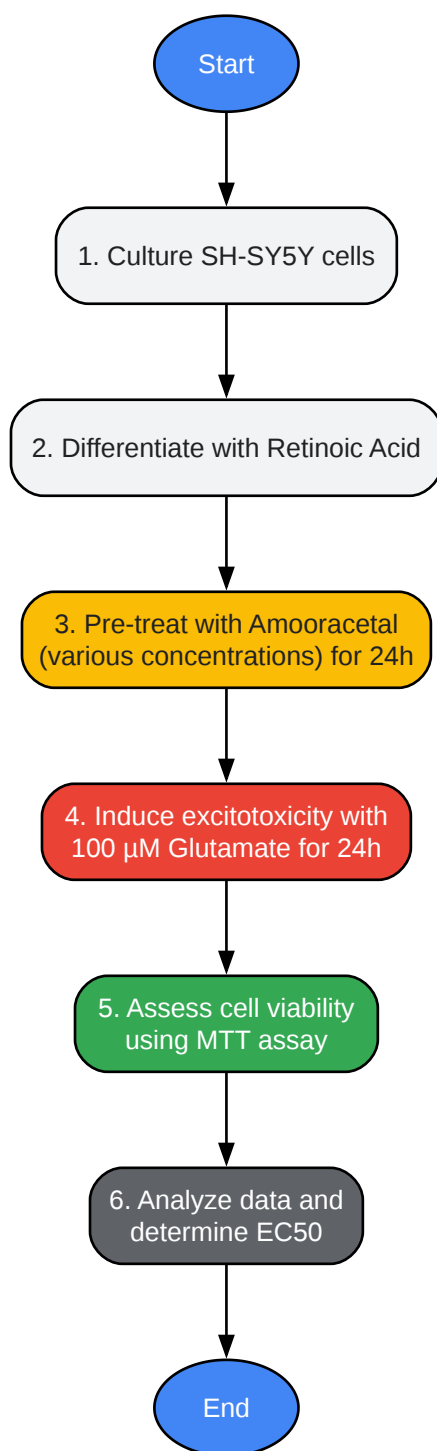 Start
1. Culture SH-SY5Y cells
2. Differentiate with Retinoic Acid
3. Pre-treat with Amooracetal
(various concentrations) for 24h
4. Induce excitotoxicity with
100 µM Glutamate for 24h
5. Assess cell viability
using MTT assay
6. Analyze data and
determine EC50
End